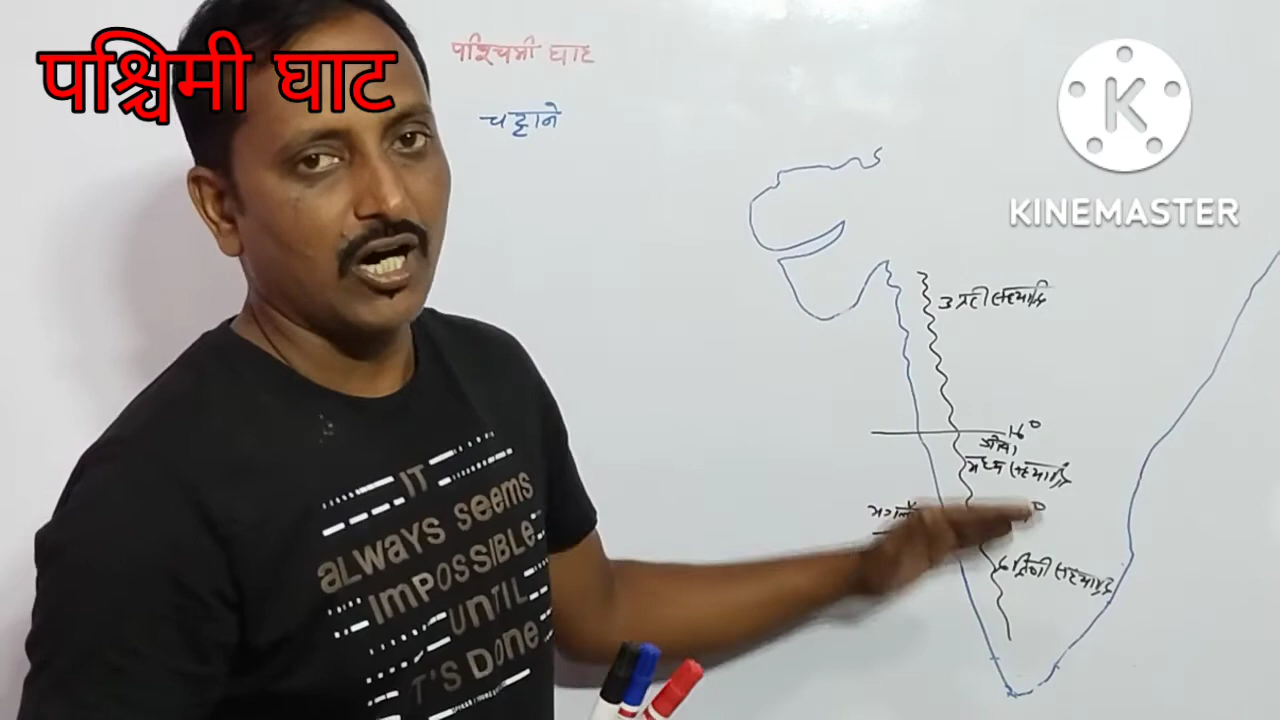 पश्चिमी घाट
पश्चिमी घाट
चट्टाने
KINEMASTER
उत्तरी सह्याद्रि
16°
गोवा
मध्य सह्याद्रि
दक्षिणी सह्याद्रि
IT
ALWAYS SEEMS
IMPOSSIBLE
UNTIL
IT'S DONE